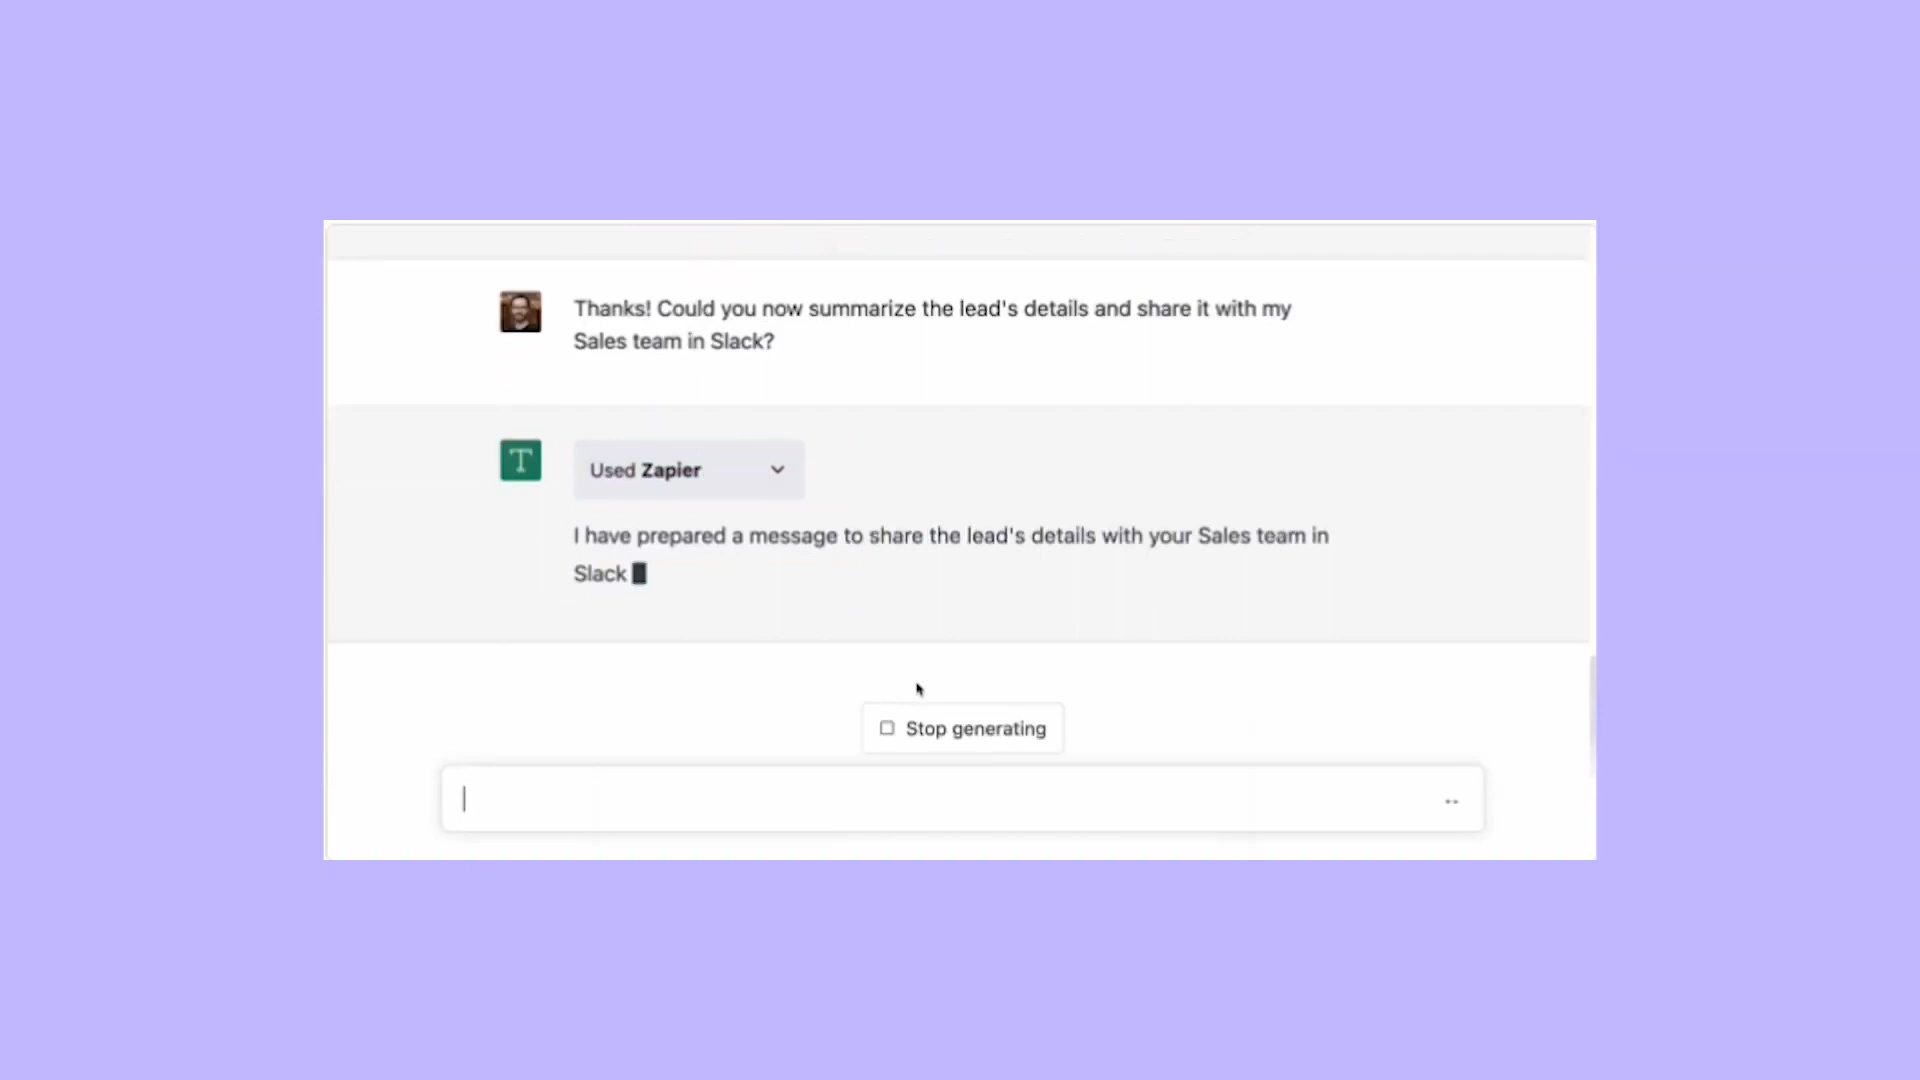 Thanks! Could you now summarize the lead's details and share it with my
Sales team in Slack?
T
Used Zapier
I have prepared a message to share the lead's details with your Sales team in
Slack
Stop generating